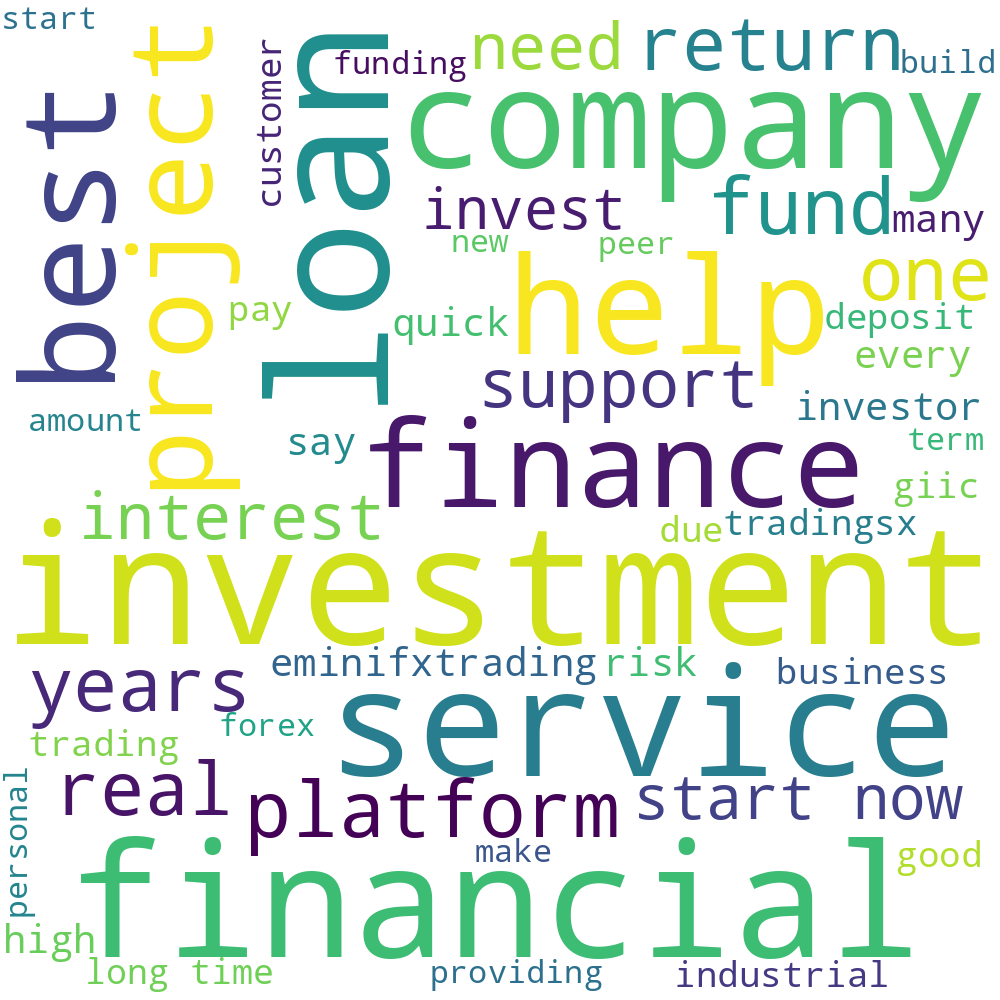 start
best
project
customer
loan
funding
need
return
build
company
invest
fund
many
new
peer
help
one
pay
quick
deposit
every
support
investor
amount
say
finance
term
giic
interest
due
tradingsx
investment
years
eminifxtrading
risk
business
forex
service
trading
real
platform
start now
personal
make
good
financial
high
long time
providing
industrial